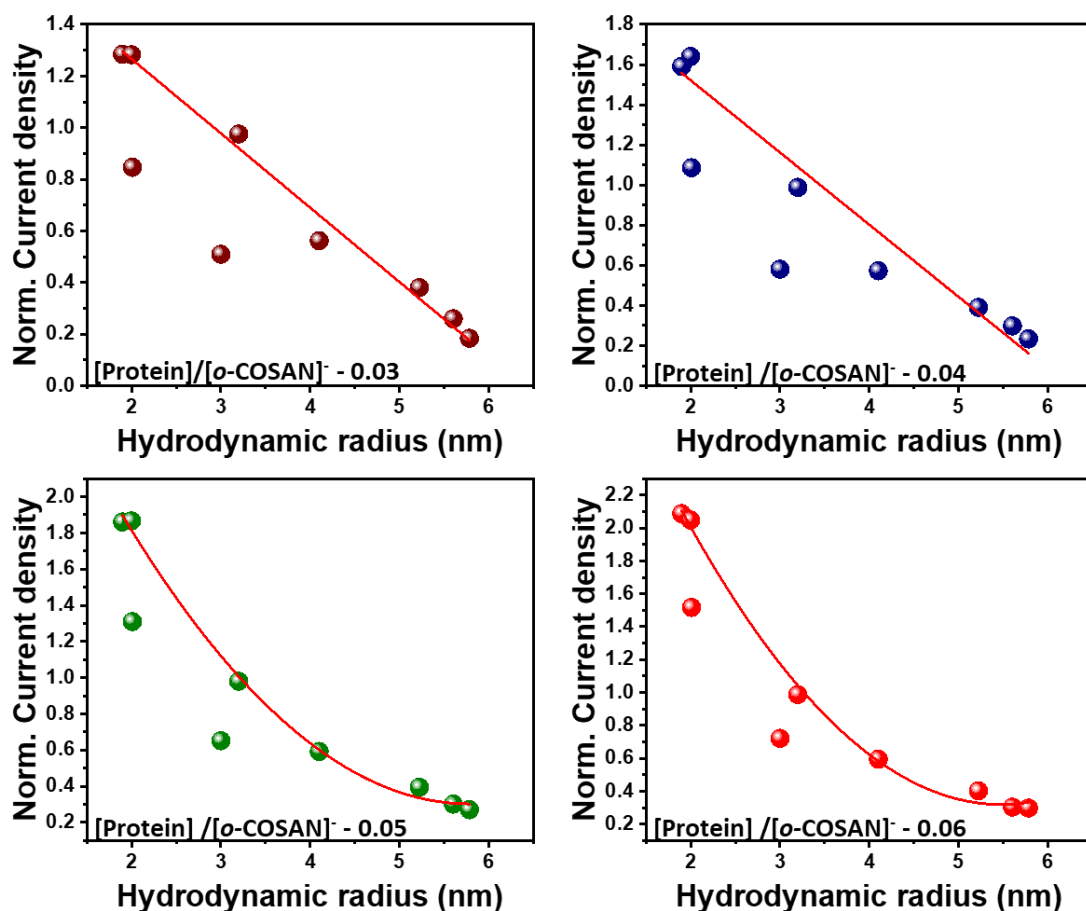 Norm. Current density
1.4
1.2
1.0
0.8
0.6
0.4
0.2
0.0
[Protein]/[o-COSAN]⁻ - 0.03
2 3 4 5 6
Hydrodynamic radius (nm)
Norm. Current density
1.8
1.6
1.4
1.2
1.0
0.8
0.6
0.4
0.2
0.0
[Protein] /[o-COSAN]⁻ - 0.04
2 3 4 5 6
Hydrodynamic radius (nm)
Norm. Current density
2.0
1.8
1.6
1.4
1.2
1.0
0.8
0.6
0.4
0.2
[Protein] /[o-COSAN]⁻ - 0.05
2 3 4 5 6
Hydrodynamic radius (nm)
Norm. Current density
2.2
2.0
1.8
1.6
1.4
1.2
1.0
0.8
0.6
0.4
0.2
[Protein] /[o-COSAN]⁻ - 0.06
2 3 4 5 6
Hydrodynamic radius (nm)